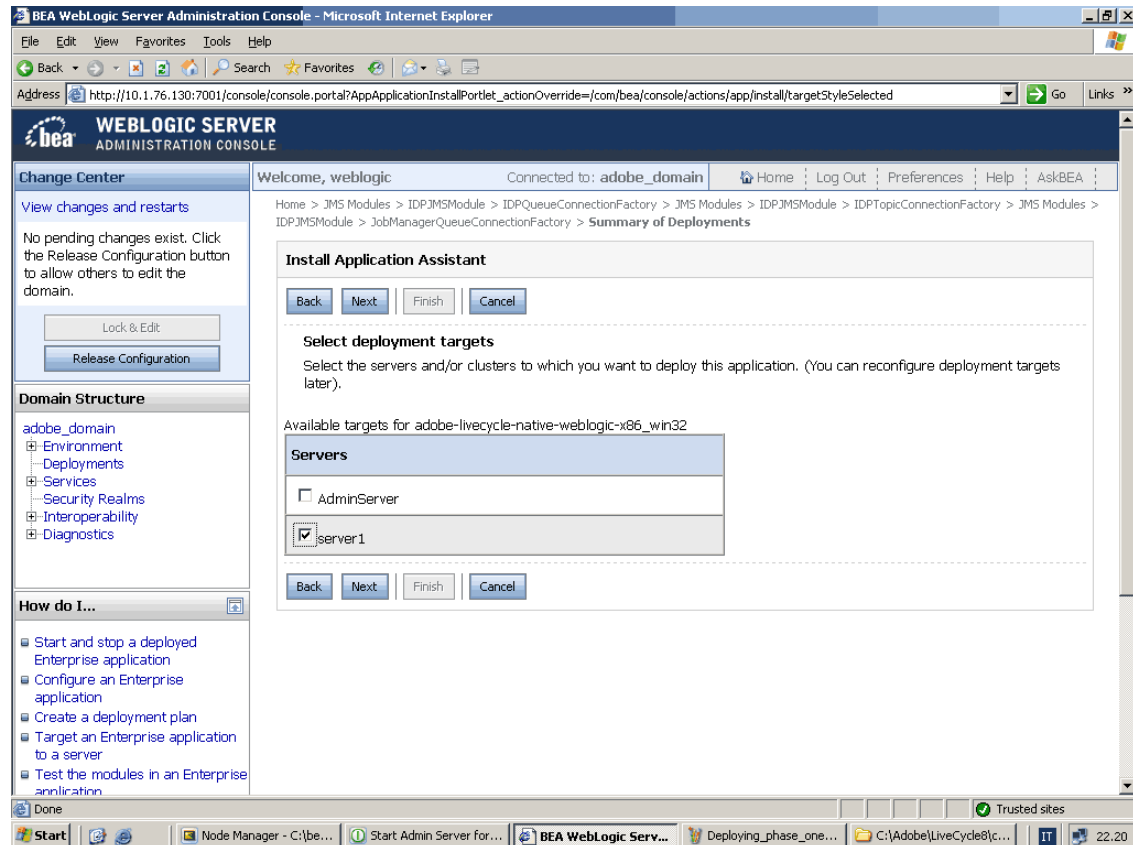 BEA WebLogic Server Administration Console - Microsoft Internet Explorer
File Edit View Favorites Tools Help
Back Search Favorites
Address http://10.1.76.130:7001/console/console.portal?AppApplicationInstallPortlet_actionOverride=/com/bea/console/actions/app/install/targetStyleSelected Go Links »
bea WEBLOGIC SERVER
ADMINISTRATION CONSOLE
Change Center
View changes and restarts
No pending changes exist. Click
the Release Configuration button
to allow others to edit the
domain.
Lock & Edit
Release Configuration
Domain Structure
adobe_domain
Environment
Deployments
Services
Security Realms
Interoperability
Diagnostics
How do I...
Start and stop a deployed
Enterprise application
Configure an Enterprise
application
Create a deployment plan
Target an Enterprise application
to a server
Test the modules in an Enterprise
application
Welcome, weblogic Connected to: adobe_domain Home Log Out Preferences Help AskBEA
Home > JMS Modules > IDPJMSModule > IDPQueueConnectionFactory > JMS Modules > IDPJMSModule > IDPTopicConnectionFactory > JMS Modules >
IDPJMSModule > JobManagerQueueConnectionFactory > Summary of Deployments
Install Application Assistant
Back Next Finish Cancel
Select deployment targets
Select the servers and/or clusters to which you want to deploy this application. (You can reconfigure deployment targets
later).
Available targets for adobe-livecycle-native-weblogic-x86_win32
Servers
AdminServer
server1
Back Next Finish Cancel
Done Trusted sites
Start Node Manager - C:\be... Start Admin Server for... BEA WebLogic Serv... Deploying_phase_one... C:\Adobe\LiveCycle8\c... IT 22.20